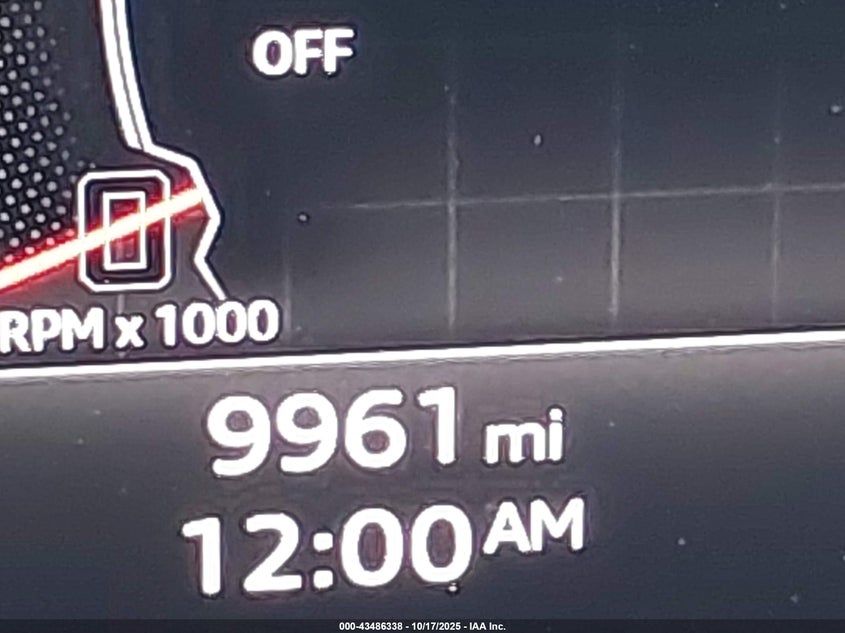 OFF
0
RPM x 1000
9961 mi
12:00 AM
000-43486338 - 10/17/2025 - IAA Inc.